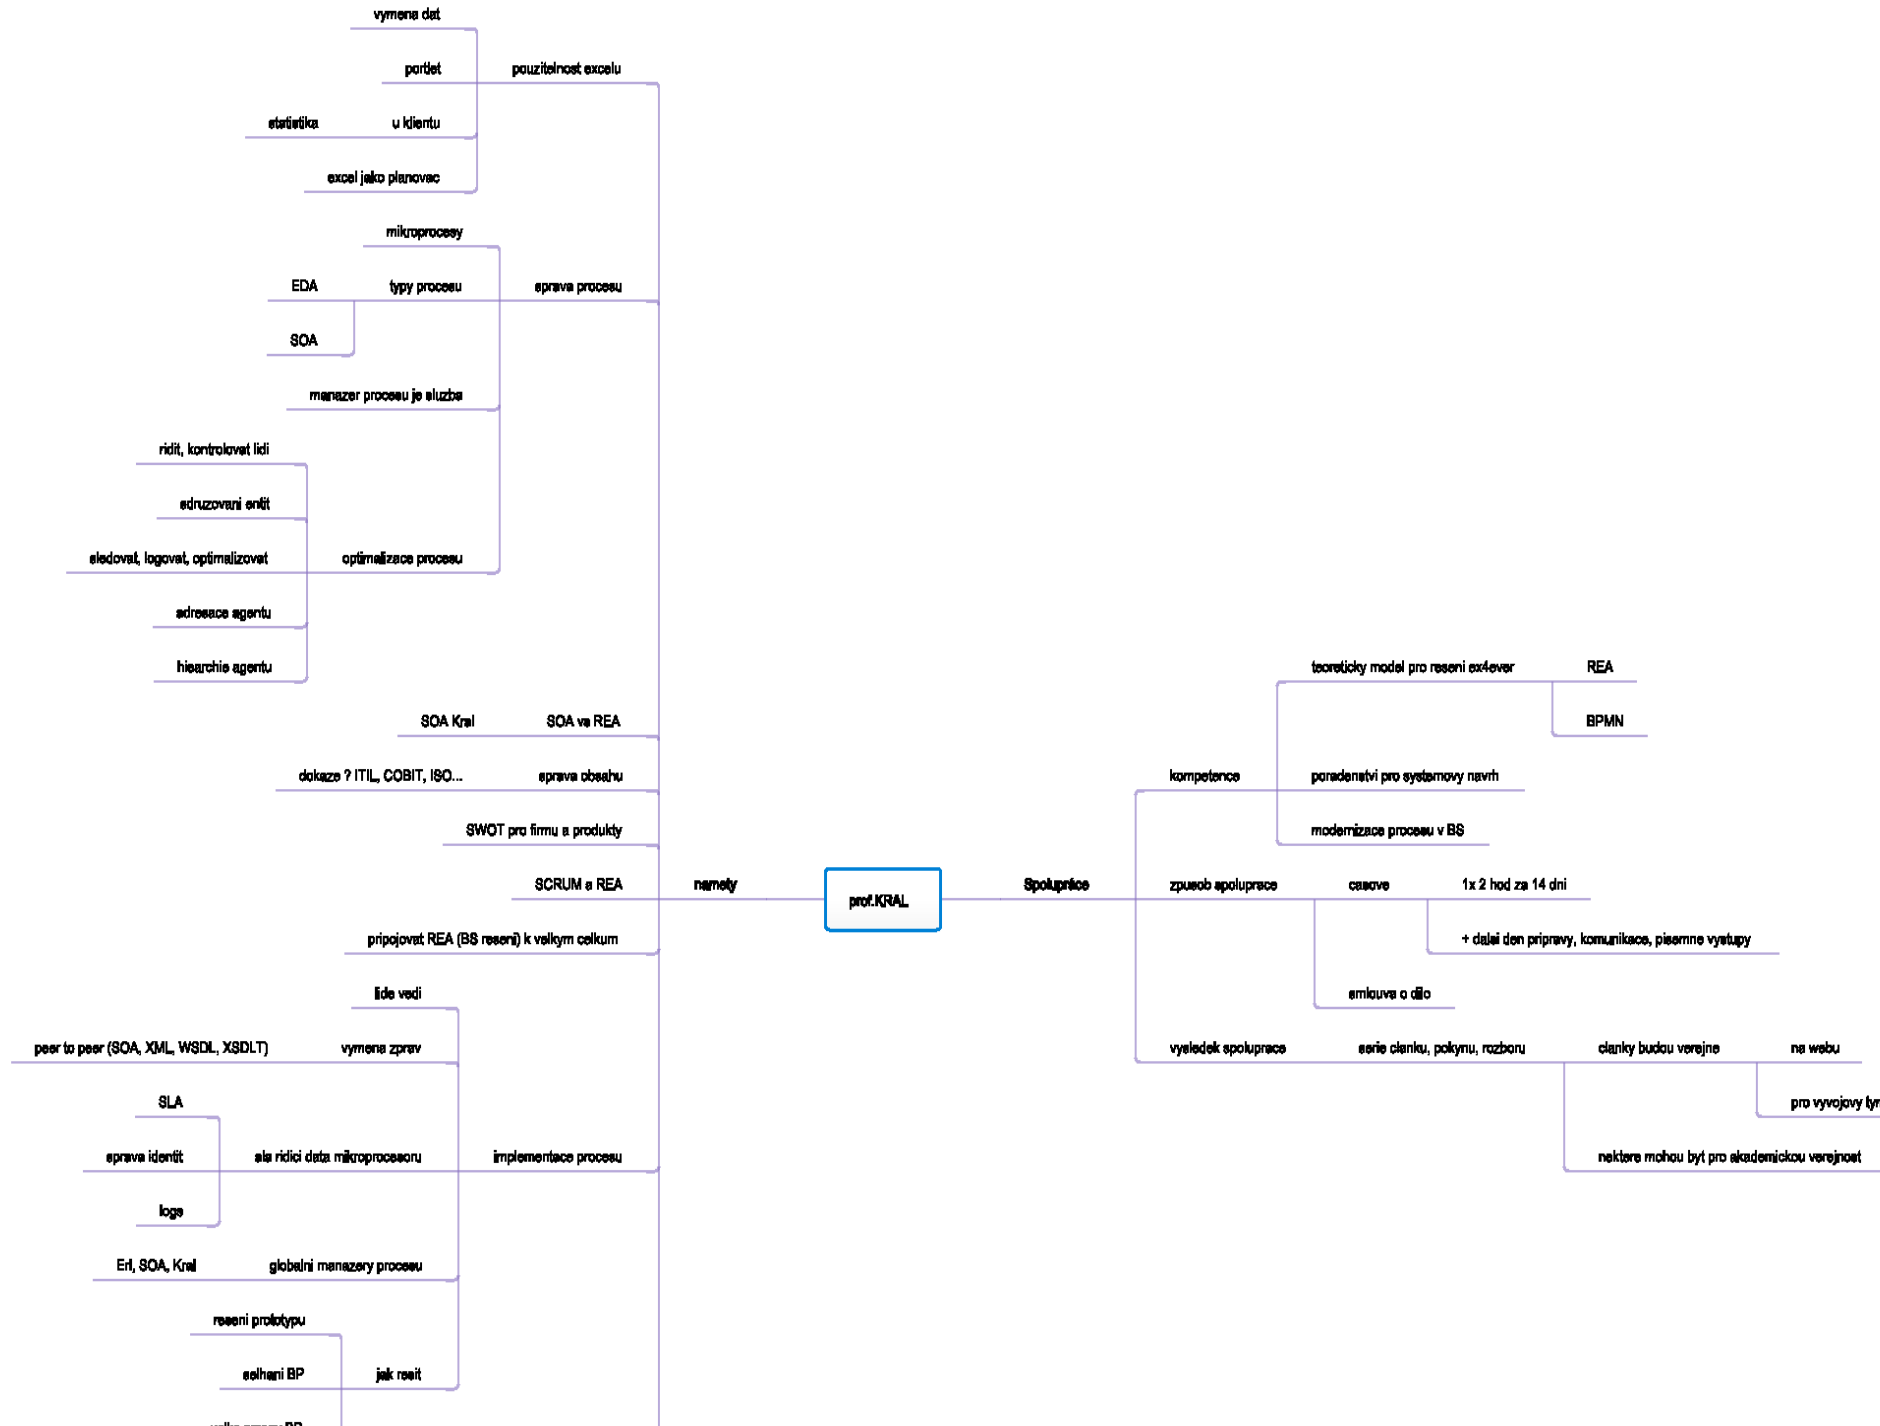 vymena dat
portlet
pouzitelnost excelu
statistika
u klientu
excel jako planovac
mikroprocesy
EDA
typy procesu
sprava procesu
SOA
manazer procesu je sluzba
ridit, kontrolovat lidi
sdruzovani entit
sledovat, logovat, optimalizovat
optimalizace procesu
adresace agentu
hiearchie agentu
SOA Kral
SOA vs REA
dokaze ? ITIL, COBIT, ISO...
sprava obsahu
SWOT pro firmu a produkty
SCRUM a REA
namety
pripojovat REA (BS reseni) k velkym celkum
lide vedi
peer to peer (SOA, XML, WSDL, XSDLT)
vymena zprav
SLA
sprava identit
sla ridici data mikroprocesoru
implementace procesu
logs
Erl, SOA, Kral
globalni manazery procesu
reseni prototypu
selhani BP
jak resit
prof.KRAL
Spolupráce
teoreticky model pro reseni ex4ever
REA
BPMN
kompetence
poradenstvi pro systemovy navrh
modernizace procesu v BS
zpusob spoluprace
casove
1x 2 hod za 14 dni
+ dalsi den pripravy, komunikace, pisemne vystupy
smlouva o dilo
vysledek spoluprace
serie clanku, pokynu, rozboru
clanky budou verejne
na webu
pro vyvojovy
nektere mohou byt pro akademickou verejnost